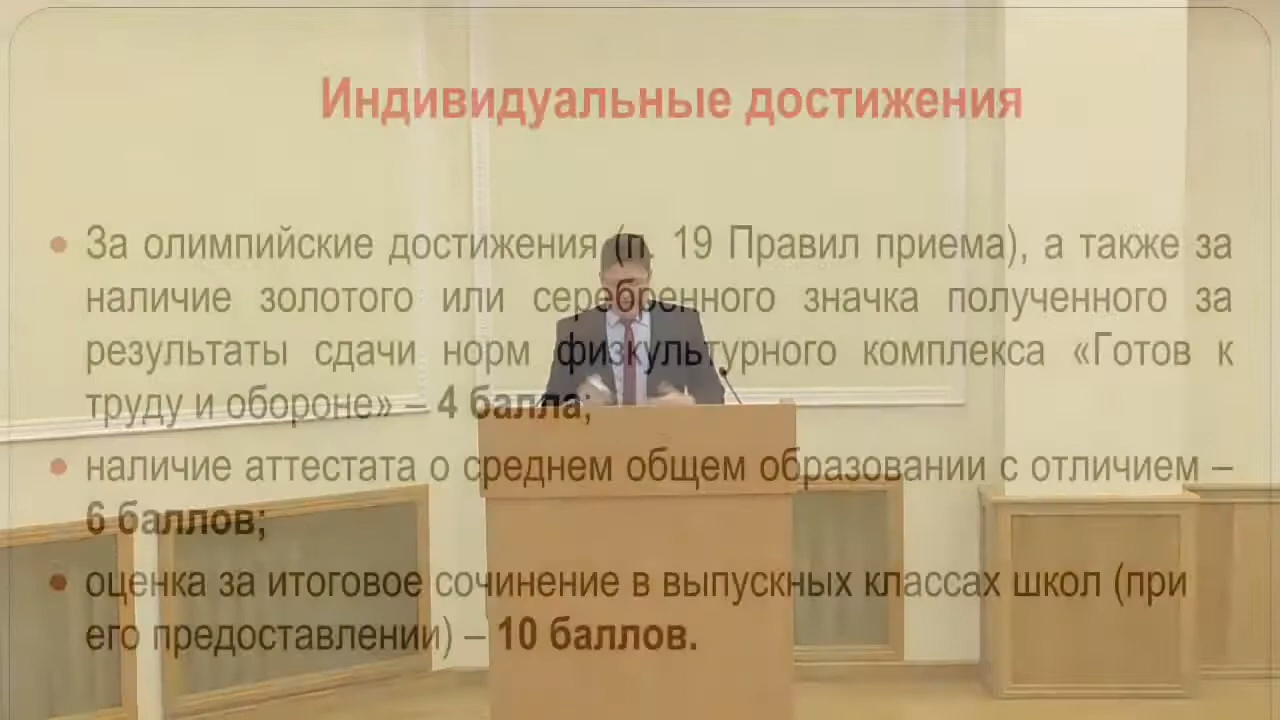 Индивидуальные достижения
За олимпийские достижения (п. 19 Правил приема), а также за
наличие золотого или серебренного значка полученного за
результаты сдачи норм физкультурного комплекса «Готов к
труду и обороне» – 4 балла;
наличие аттестата о среднем общем образовании с отличием –
6 баллов;
оценка за итоговое сочинение в выпускных классах школ (при
его предоставлении) – 10 баллов.